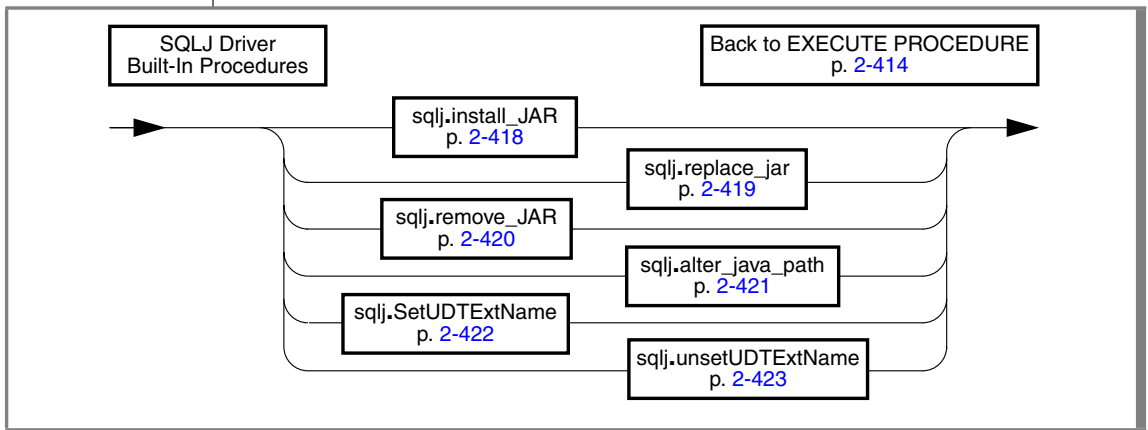 SQLJ Driver
Built-In Procedures
Back to EXECUTE PROCEDURE
p. 2-414
sqlj.install_JAR
p. 2-418
sqlj.replace_jar
p. 2-419
sqlj.remove_JAR
p. 2-420
sqlj.alter_java_path
p. 2-421
sqlj.SetUDTExtName
p. 2-422
sqlj.unsetUDTExtName
p. 2-423